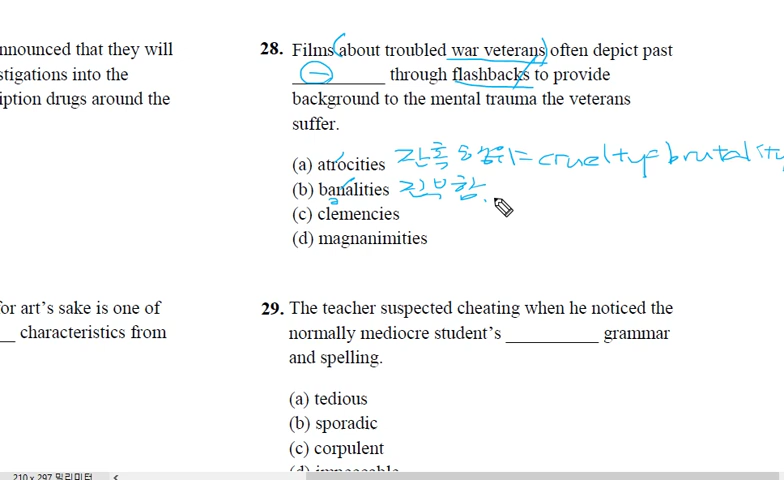 nnounced that they will
stigations into the
iption drugs around the
28. Films about troubled war veterans often depict past
__________ through flashbacks to provide
background to the mental trauma the veterans
suffer.
(a) atrocities 잔혹행위 = cruelty brutality
(b) banalities 진부함.
(c) clemencies
(d) magnanimities
for art's sake is one of
__ characteristics from
29. The teacher suspected cheating when he noticed the
normally mediocre student's __________ grammar
and spelling.
(a) tedious
(b) sporadic
(c) corpulent
210 x 297 밀리미터